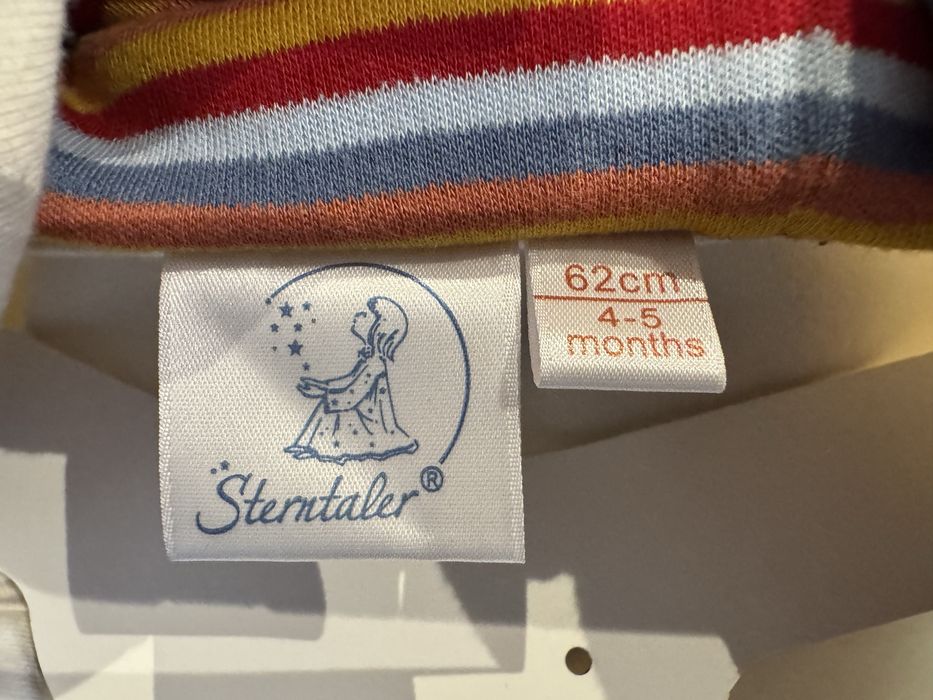 Sterntaler®
62cm
4-5
months